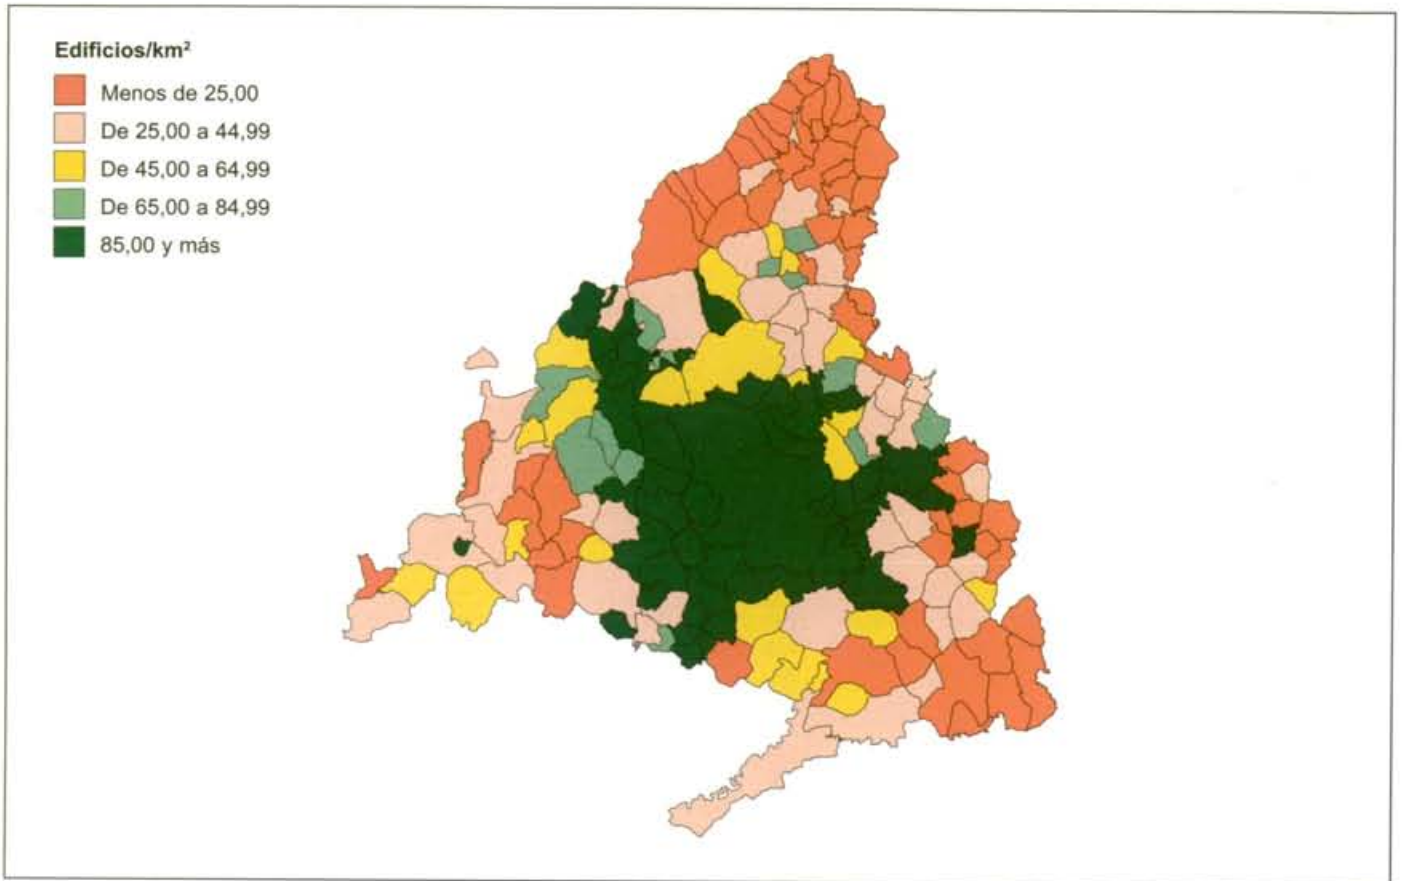 Edificios/km²
Menos de 25,00
De 25,00 a 44,99
De 45,00 a 64,99
De 65,00 a 84,99
85,00 y más